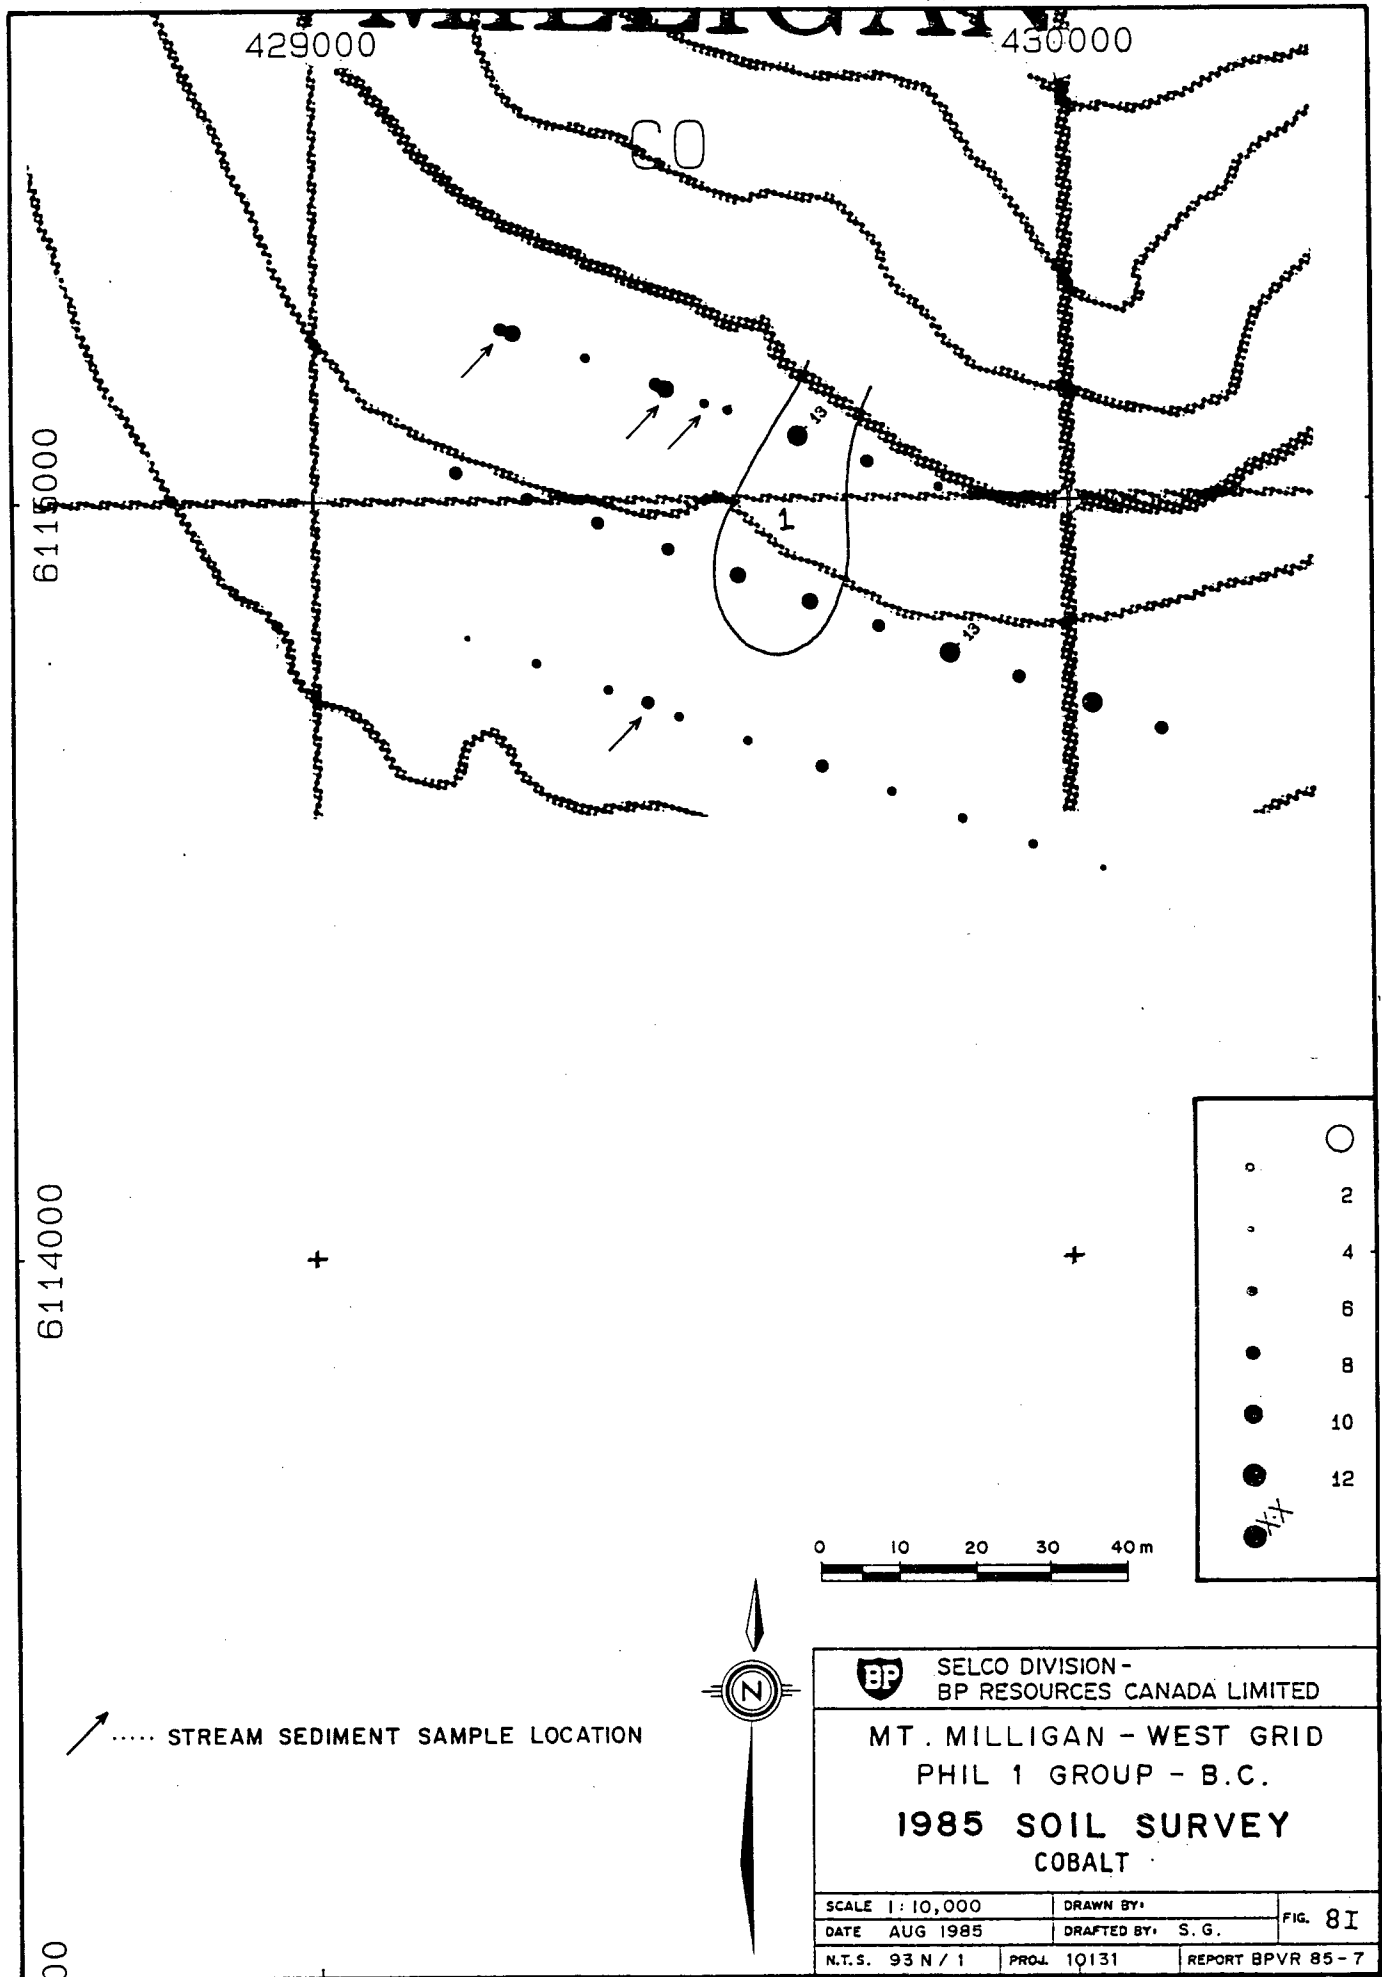 MILLIGAN
429000
430000
CO
13
6115000
1
13
6114000
2
4
6
8
10
12
X.X
0 10 20 30 40 m
N
..... STREAM SEDIMENT SAMPLE LOCATION
BP
SELCO DIVISION -
BP RESOURCES CANADA LIMITED
MT. MILLIGAN - WEST GRID
PHIL 1 GROUP - B.C.
1985 SOIL SURVEY
COBALT
SCALE 1:10,000
DRAWN BY:
DATE AUG 1985
DRAFTED BY: S.G.
FIG. 8I
N.T.S. 93 N / 1
PROJ. 10131
REPORT BPVR 85-7
00